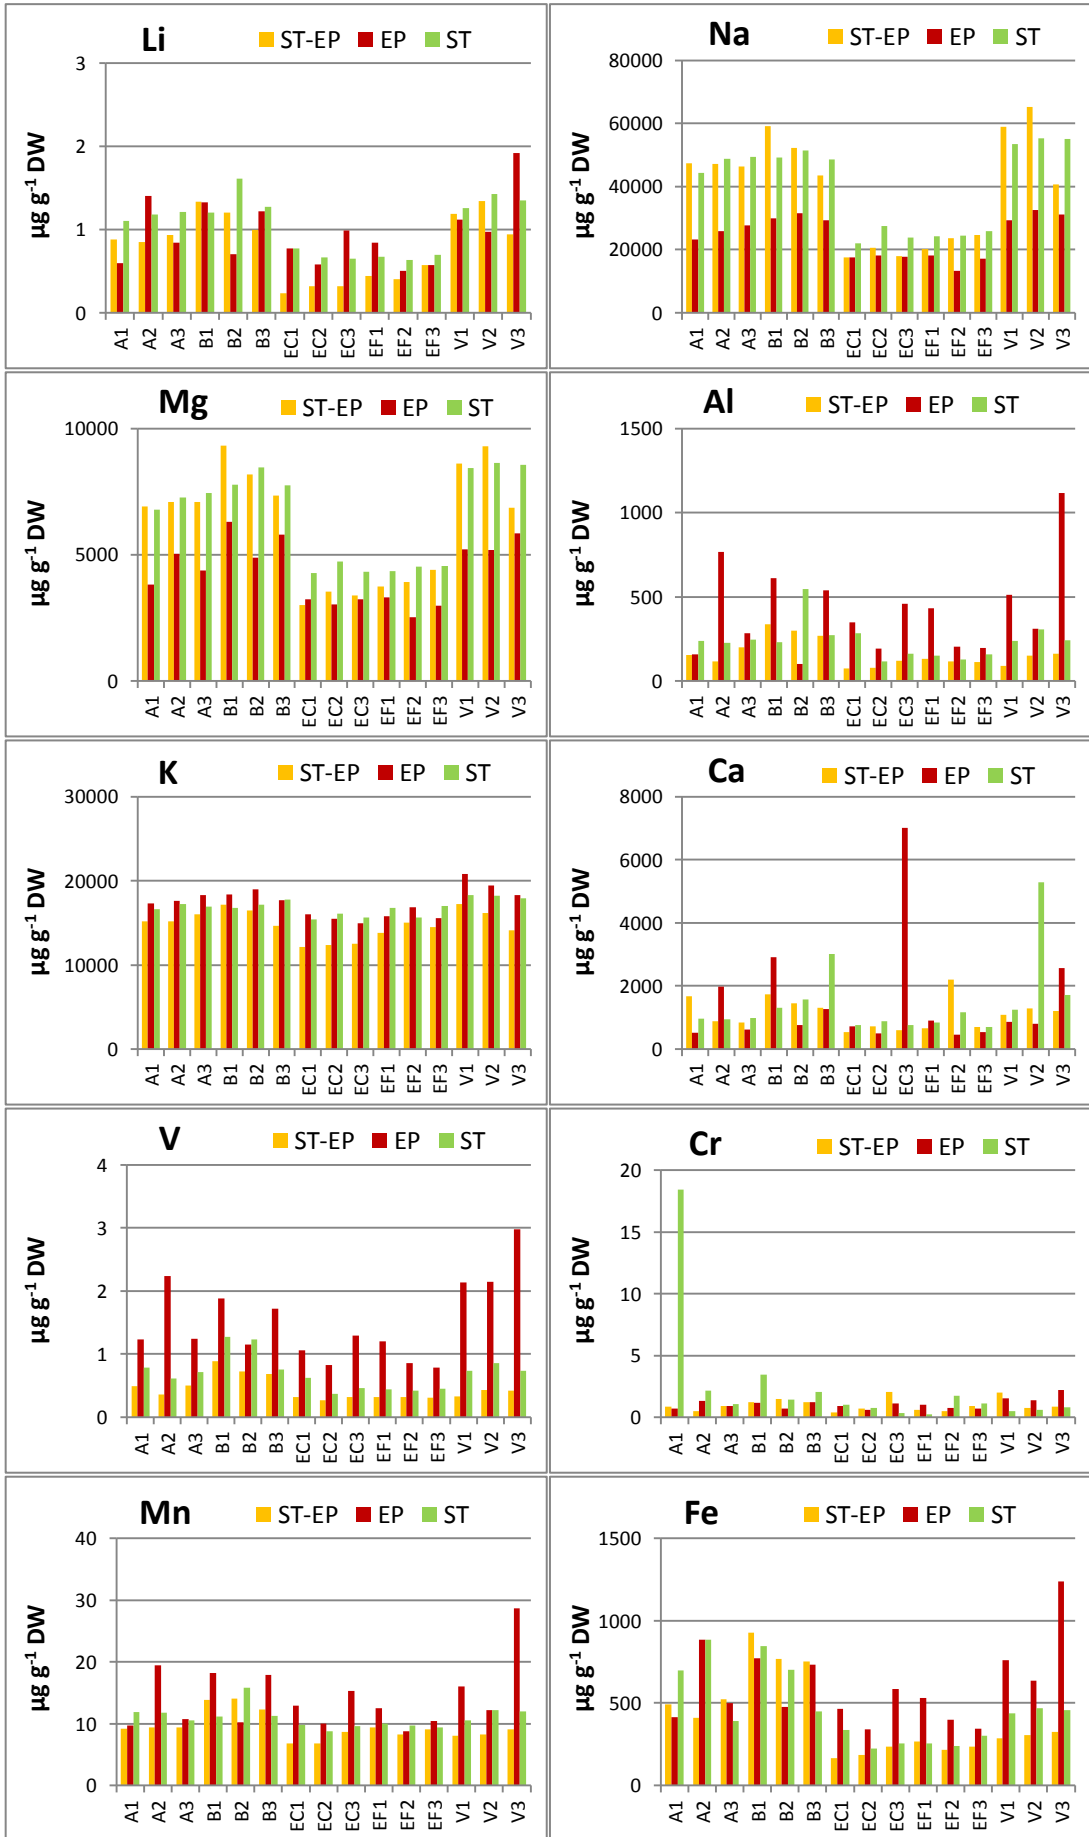 Li ST-EP EP ST
µg g⁻¹ DW
3
2
1
0
A1 A2 A3 B1 B2 B3 EC1 EC2 EC3 EF1 EF2 EF3 V1 V2 V3
Na ST-EP EP ST
µg g⁻¹ DW
80000
60000
40000
20000
0
A1 A2 A3 B1 B2 B3 EC1 EC2 EC3 EF1 EF2 EF3 V1 V2 V3
Mg ST-EP EP ST
µg g⁻¹ DW
10000
5000
0
A1 A2 A3 B1 B2 B3 EC1 EC2 EC3 EF1 EF2 EF3 V1 V2 V3
Al ST-EP EP ST
µg g⁻¹ DW
1500
1000
500
0
A1 A2 A3 B1 B2 B3 EC1 EC2 EC3 EF1 EF2 EF3 V1 V2 V3
K ST-EP EP ST
µg g⁻¹ DW
30000
20000
10000
0
A1 A2 A3 B1 B2 B3 EC1 EC2 EC3 EF1 EF2 EF3 V1 V2 V3
Ca ST-EP EP ST
µg g⁻¹ DW
8000
6000
4000
2000
0
A1 A2 A3 B1 B2 B3 EC1 EC2 EC3 EF1 EF2 EF3 V1 V2 V3
V ST-EP EP ST
µg g⁻¹ DW
4
3
2
1
0
A1 A2 A3 B1 B2 B3 EC1 EC2 EC3 EF1 EF2 EF3 V1 V2 V3
Cr ST-EP EP ST
µg g⁻¹ DW
20
15
10
5
0
A1 A2 A3 B1 B2 B3 EC1 EC2 EC3 EF1 EF2 EF3 V1 V2 V3
Mn ST-EP EP ST
µg g⁻¹ DW
40
30
20
10
0
A1 A2 A3 B1 B2 B3 EC1 EC2 EC3 EF1 EF2 EF3 V1 V2 V3
Fe ST-EP EP ST
µg g⁻¹ DW
1500
1000
500
0
A1 A2 A3 B1 B2 B3 EC1 EC2 EC3 EF1 EF2 EF3 V1 V2 V3